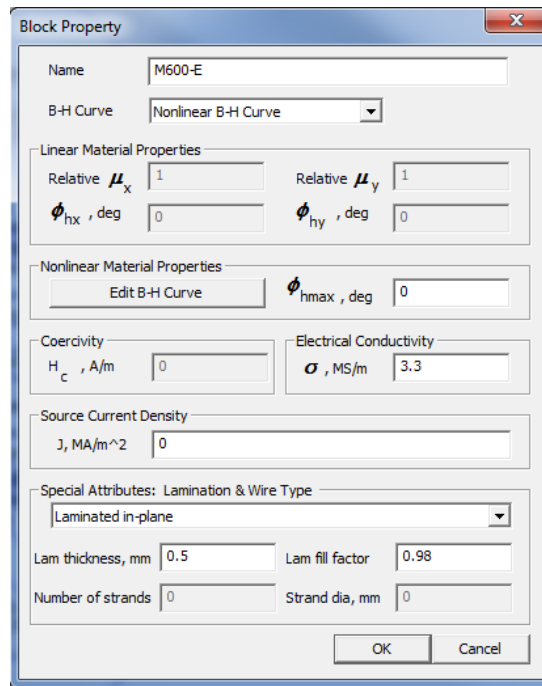 Block Property
Name M600-E
B-H Curve Nonlinear B-H Curve
Linear Material Properties
Relative μx 1 Relative μy 1
ϕhx , deg 0 ϕhy , deg 0
Nonlinear Material Properties
Edit B-H Curve ϕhmax , deg 0
Coercivity Electrical Conductivity
Hc , A/m 0 σ, MS/m 3.3
Source Current Density
J, MA/m^2 0
Special Attributes: Lamination & Wire Type
Laminated in-plane
Lam thickness, mm 0.5 Lam fill factor 0.98
Number of strands 0 Strand dia, mm 0
OK Cancel